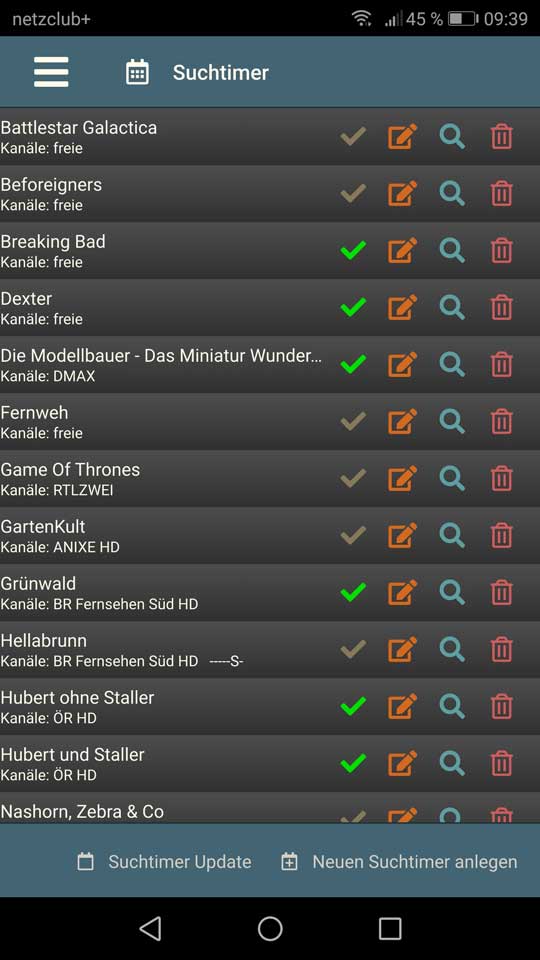 netzclub+ 45 % 09:39
Suchtimer
Battlestar Galactica
Kanäle: freie
Beforeigners
Kanäle: freie
Breaking Bad
Kanäle: freie
Dexter
Kanäle: freie
Die Modellbauer - Das Miniatur Wunder...
Kanäle: DMAX
Fernweh
Kanäle: freie
Game Of Thrones
Kanäle: RTLZWEI
GartenKult
Kanäle: ANIXE HD
Grünwald
Kanäle: BR Fernsehen Süd HD
Hellabrunn
Kanäle: BR Fernsehen Süd HD -----S-
Hubert ohne Staller
Kanäle: ÖR HD
Hubert und Staller
Kanäle: ÖR HD
Nashorn, Zebra & Co
Suchtimer Update Neuen Suchtimer anlegen